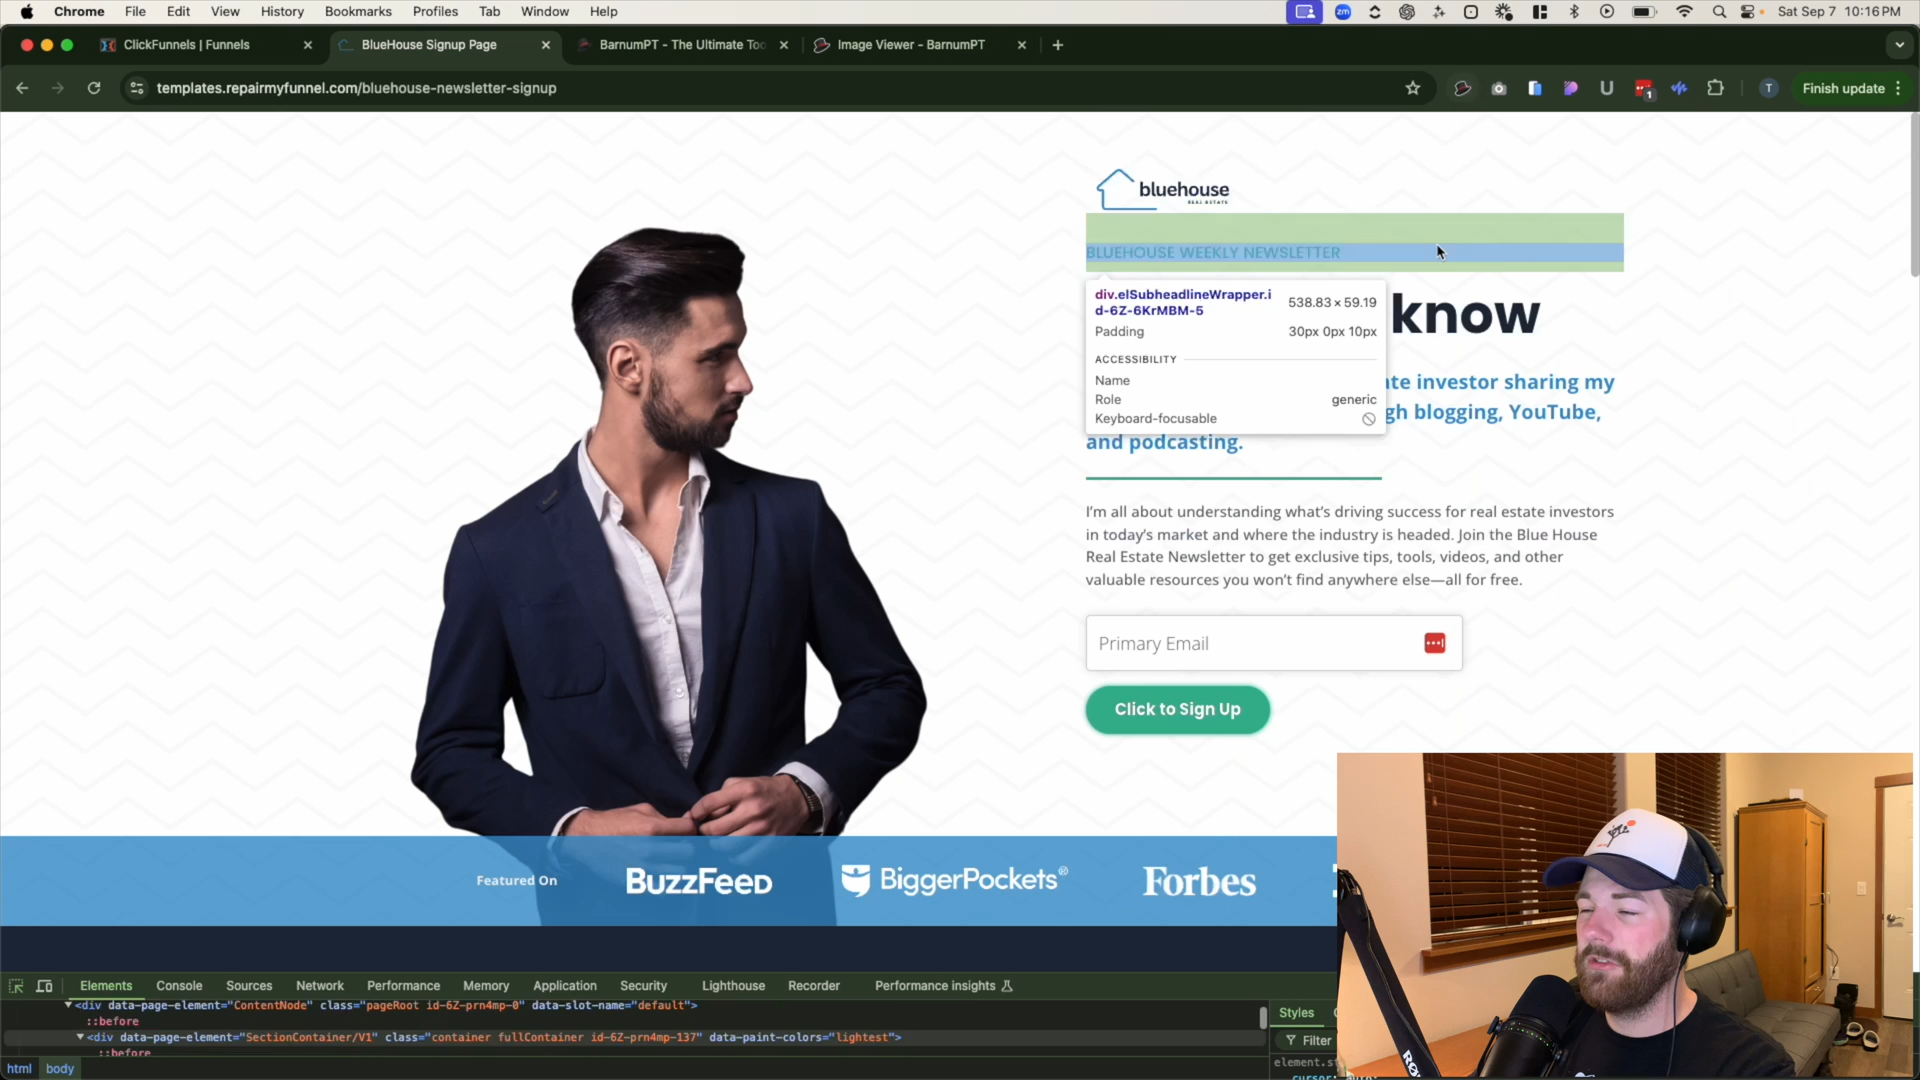 Chrome File Edit View History Bookmarks Profiles Tab Window Help
zm
Sat Sep 7 10:16 PM
ClickFunnels | Funnels
BlueHouse Signup Page
BarnumPT - The Ultimate Too
Image Viewer - BarnumPT
templates.repairmyfunnel.com/bluehouse-newsletter-signup
1
T
Finish update
bluehouse
REAL ESTATE
BLUEHOUSE WEEKLY NEWSLETTER
div.elSubheadlineWrapper.i
d-6Z-6KrMBM-5
538.83 × 59.19
Padding 30px 0px 10px
ACCESSIBILITY
Name
Role generic
Keyboard-focusable
know
investor sharing my
blogging, YouTube,
and podcasting.
I'm all about understanding what's driving success for real estate investors
in today's market and where the industry is headed. Join the Blue House
Real Estate Newsletter to get exclusive tips, tools, videos, and other
valuable resources you won't find anywhere else—all for free.
Primary Email
Click to Sign Up
Featured On
BuzzFeed
BiggerPockets®
Forbes
Elements Console Sources Network Performance Memory Application Security Lighthouse Recorder Performance insights
<div data-page-element="ContentNode" class="pageRoot id-6Z-prn4mp-0" data-slot-name="default">
::before
<div data-page-element="SectionContainer/V1" class="container fullContainer id-6Z-prn4mp-137" data-paint-colors="lightest">
::before
html body
Styles
Filter
element.st
cursor: auto;
RØDE